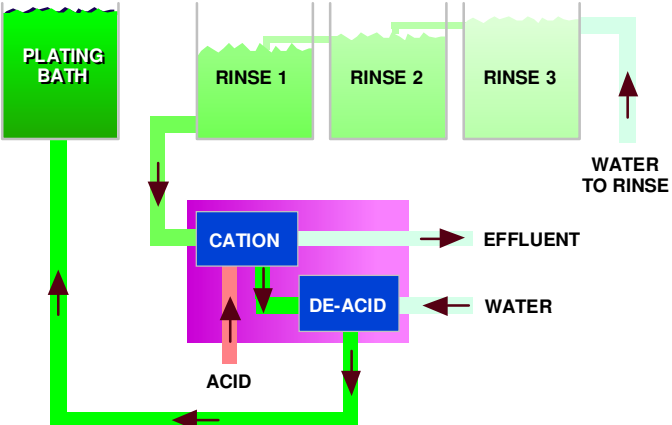 PLATING
BATH
RINSE 1
RINSE 2
RINSE 3
WATER
TO RINSE
CATION
EFFLUENT
DE-ACID
WATER
ACID